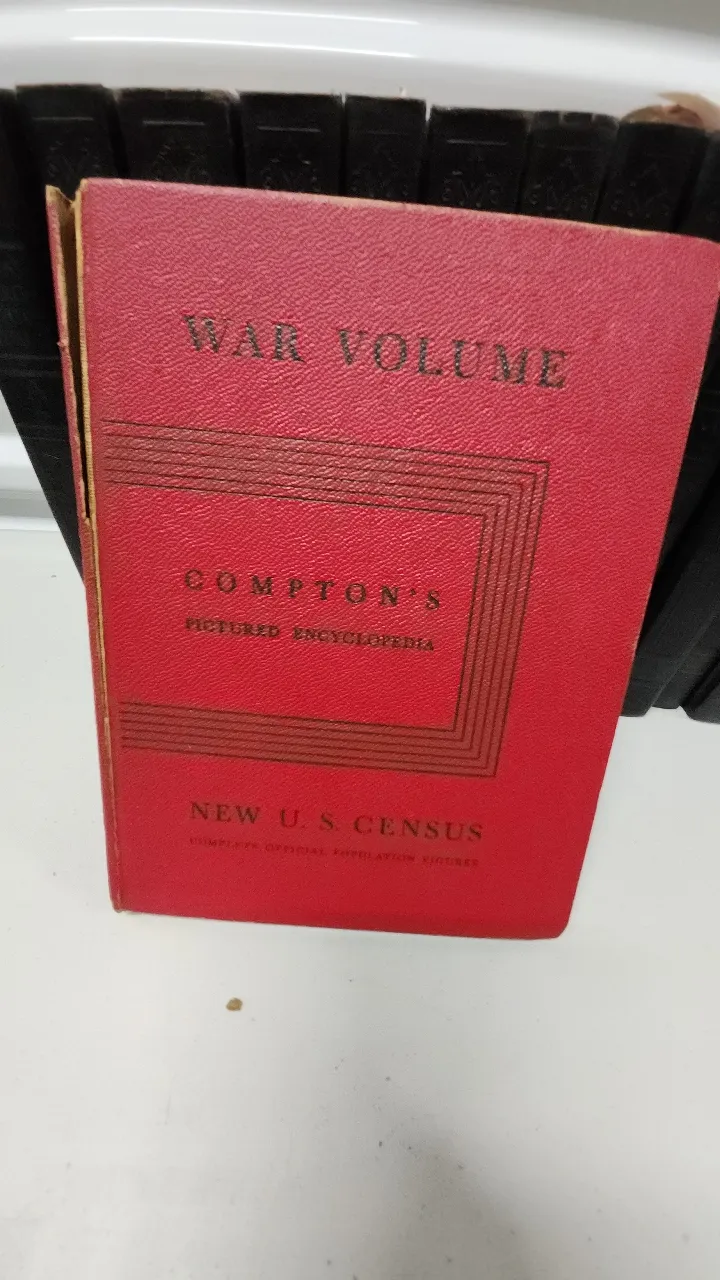 WAR VOLUME
COMPTON'S
PICTURED ENCYCLOPEDIA
NEW U. S. CENSUS
COMPLETE OFFICIAL POPULATION FIGURES